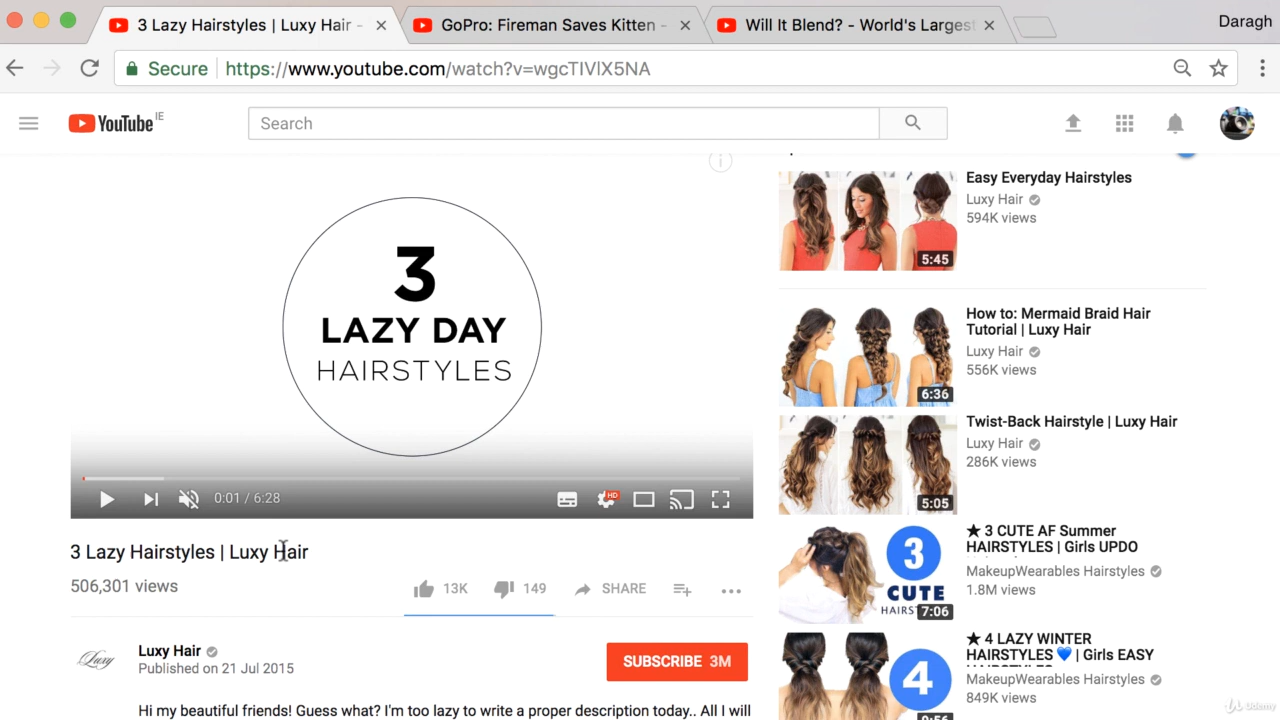 3 Lazy Hairstyles | Luxy Hair -
GoPro: Fireman Saves Kitten -
Will It Blend? - World's Largest
Daragh
Secure
https://www.youtube.com/watch?v=wgcTIVlX5NA
YouTube IE
Search
3
LAZY DAY
HAIRSTYLES
0:01 / 6:28
HD
3 Lazy Hairstyles | Luxy Hair
506,301 views
13K
149
SHARE
Luxy
Luxy Hair
Published on 21 Jul 2015
SUBSCRIBE 3M
Hi my beautiful friends! Guess what? I'm too lazy to write a proper description today.. All I will
Easy Everyday Hairstyles
Luxy Hair
594K views
5:45
How to: Mermaid Braid Hair
Tutorial | Luxy Hair
Luxy Hair
556K views
6:36
Twist-Back Hairstyle | Luxy Hair
Luxy Hair
286K views
5:05
★ 3 CUTE AF Summer
HAIRSTYLES | Girls UPDO
MakeupWearables Hairstyles
1.8M views
3
CUTE
7:06
★ 4 LAZY WINTER
HAIRSTYLES 💙 | Girls EASY
HAIRSTYLES
MakeupWearables Hairstyles
849K views
4
Udemy